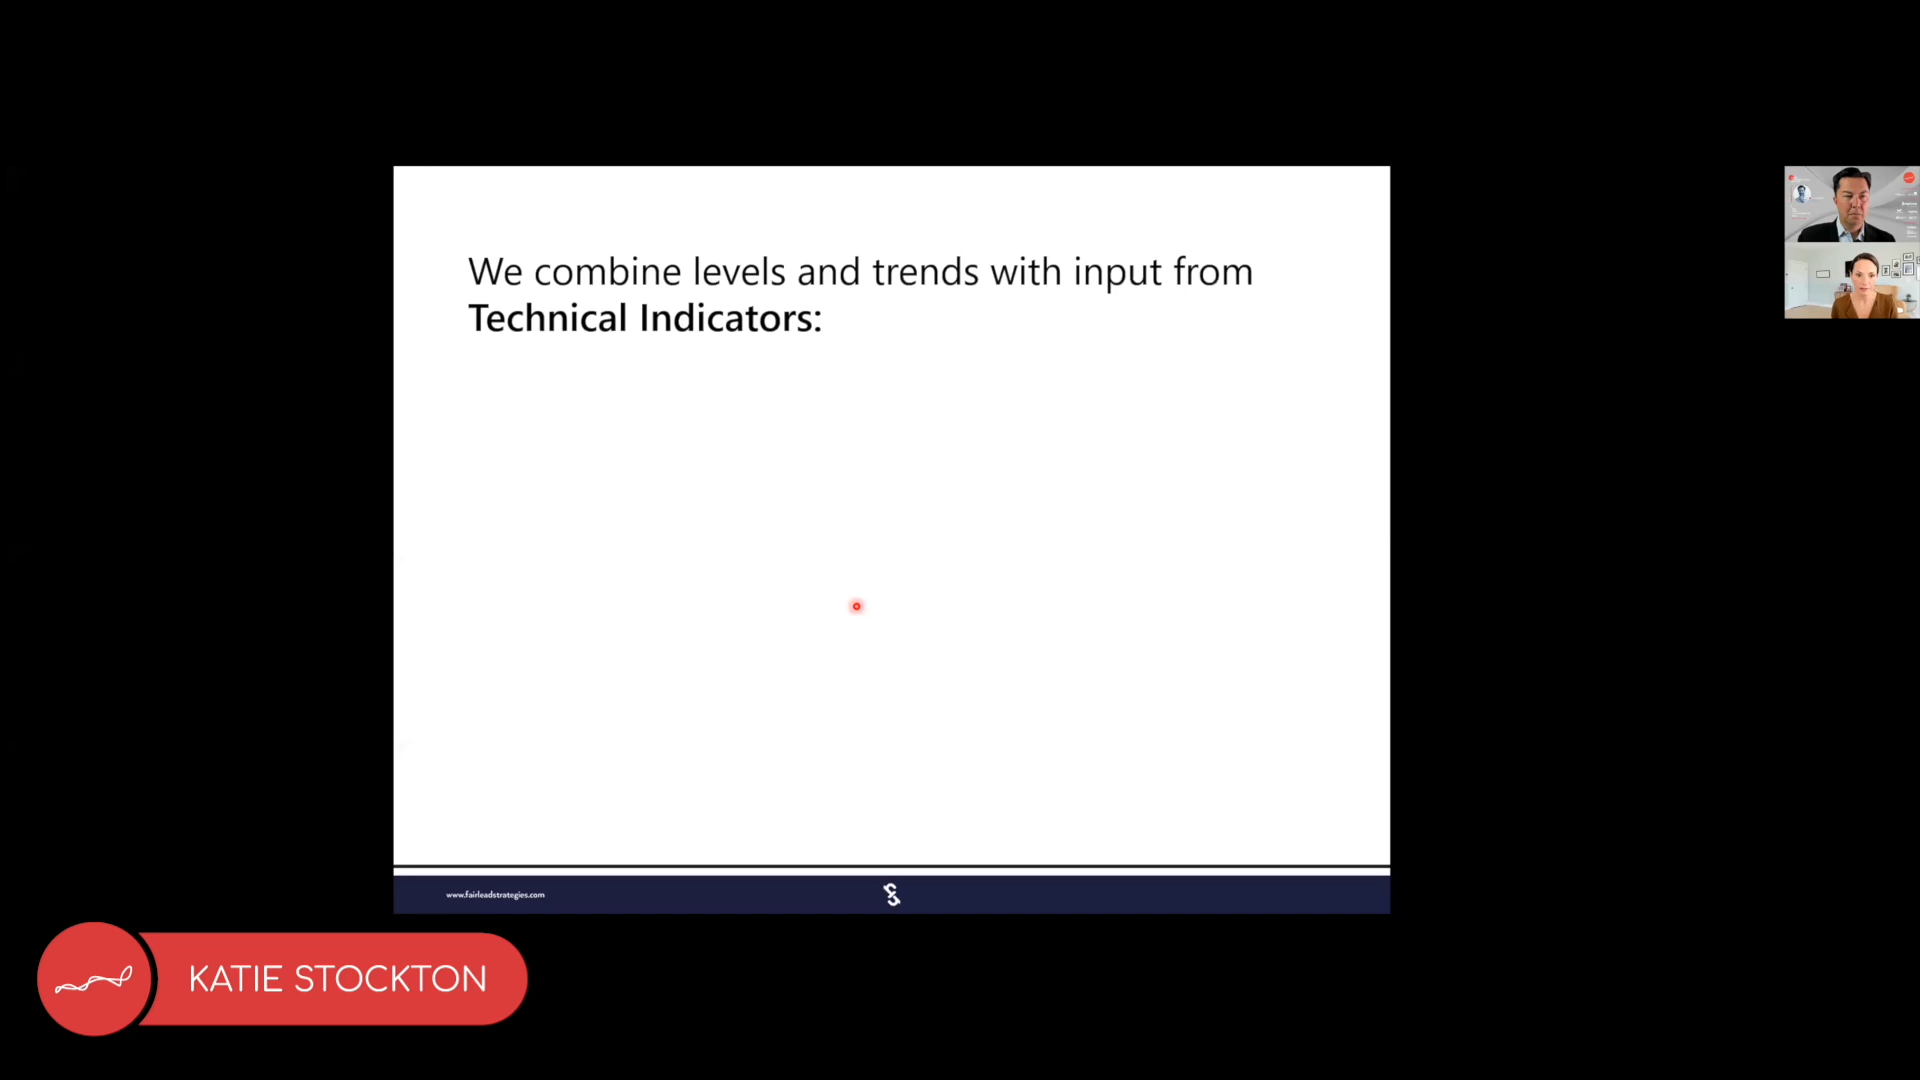 We combine levels and trends with input from
Technical Indicators:
www.fairleadstrategies.com
KATIE STOCKTON